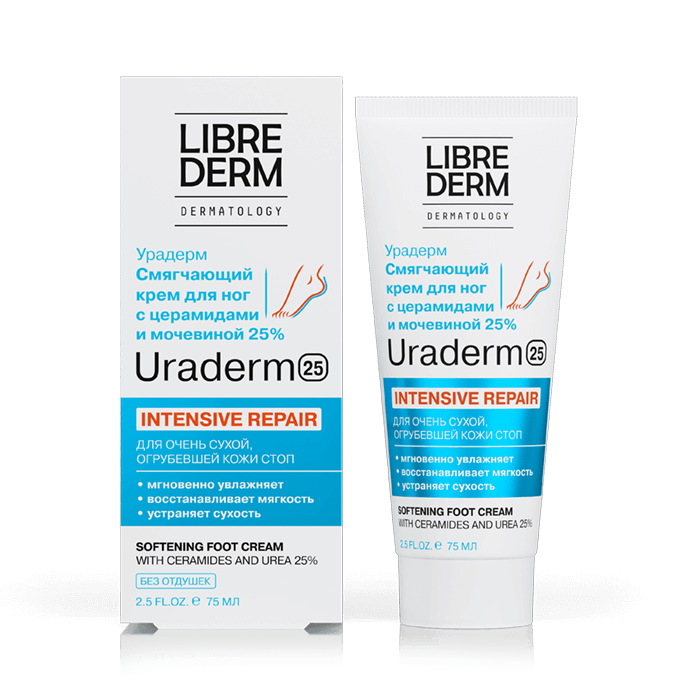 LIBRE
DERM
DERMATOLOGY
Урадерм
Смягчающий
крем для ног
с церамидами
и мочевиной 25%
Uraderm 25
INTENSIVE REPAIR
ДЛЯ ОЧЕНЬ СУХОЙ,
ОГРУБЕВШЕЙ КОЖИ СТОП
• мгновенно увлажняет
• восстанавливает мягкость
• устраняет сухость
SOFTENING FOOT CREAM
WITH CERAMIDES AND UREA 25%
БЕЗ ОТДУШЕК
2.5 FL.OZ. ℮ 75 МЛ
LIBRE
DERM
DERMATOLOGY
Урадерм
Смягчающий
крем для ног
с церамидами
и мочевиной 25%
Uraderm 25
INTENSIVE REPAIR
ДЛЯ ОЧЕНЬ СУХОЙ,
ОГРУБЕВШЕЙ КОЖИ СТОП
• мгновенно увлажняет
• восстанавливает мягкость
• устраняет сухость
SOFTENING FOOT CREAM
WITH CERAMIDES AND UREA 25%
2.5 FL.OZ. ℮ 75 МЛ